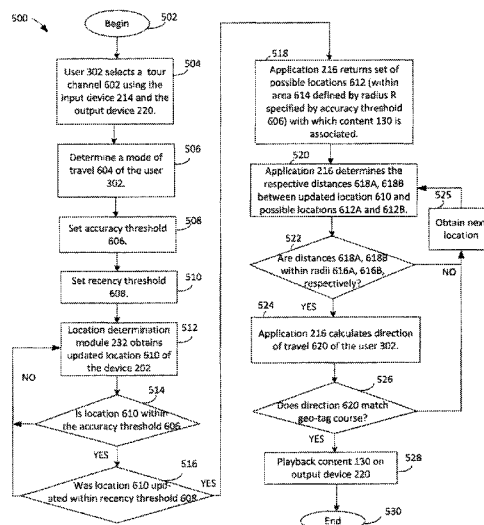 500
Begin
502
User 302 selects a tour
channel 602 using the
input device 214 and the
output device 220.
504
Determine a mode of
travel 604 of the user
302.
506
Set accuracy threshold
606.
508
Set recency threshold
608.
510
Location determination
module 232 obtains
updated location 610
of the device 202
512
NO
Is location 610 within
the accuracy threshold 606
514
YES
Was location 610 upd-
ated within recency threshold 608
516
YES
518
Application 216 returns set of
possible locations 612 (within
area 614 defined by radius R
specified by accuracy threshold
606) with which content 130 is
associated.
520
Application 216 determines the
respective distances 618A, 618B
between updated location 610 and
possible locations 612A and 612B.
525
Obtain next
location
522
Are distances 618A, 618B
within radii 616A, 616B,
respectively?
NO
YES
524
Application 216 calculates direction
of travel 620 of the user 302.
526
Does direction 620 match
geo-tag course?
YES
Playback content 130 on
output device 220
528
End
530